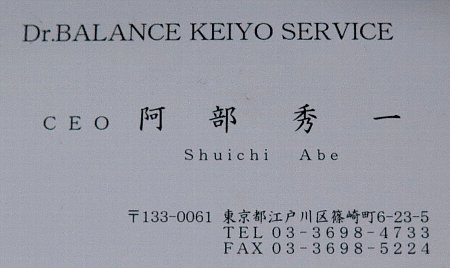 Dr.BALANCE KEIYO SERVICE
CEO 阿部秀一
Shuichi Abe
〒133-0061 東京都江戸川区篠崎町6-23-5
TEL 03-3698-4733
FAX 03-3698-5224